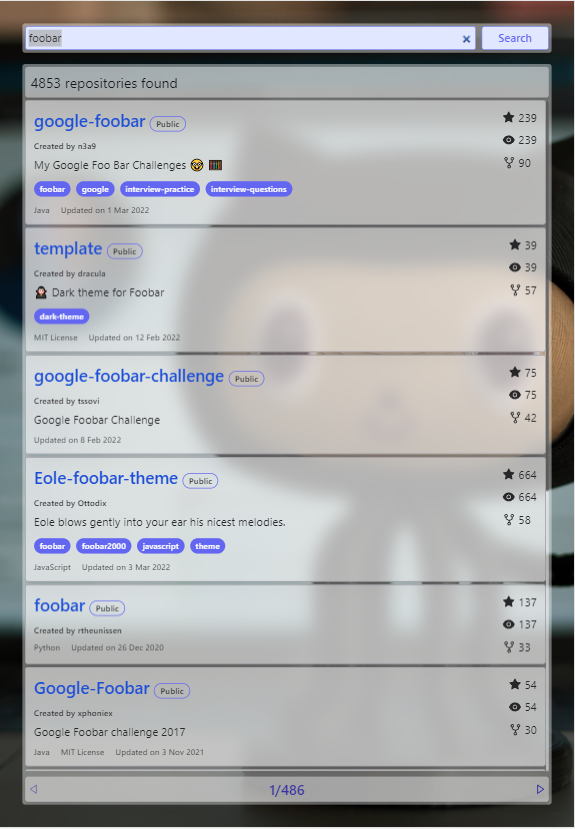 foobar × Search
4853 repositories found
google-foobar Public 239
239
Created by n3a9
My Google Foo Bar Challenges 🤓 90
foobar google interview-practice interview-questions
Java Updated on 1 Mar 2022
template Public 39
39
Created by dracula
🧛🏻‍♂️ Dark theme for Foobar 57
dark-theme
MIT License Updated on 12 Feb 2022
google-foobar-challenge Public 75
75
Created by tssovi
Google Foobar Challenge 42
Updated on 8 Feb 2022
Eole-foobar-theme Public 664
664
Created by Ottodix
Eole blows gently into your ear his nicest melodies. 58
foobar foobar2000 javascript theme
JavaScript Updated on 3 Mar 2022
foobar Public 137
137
Created by rtheunissen
Python Updated on 26 Dec 2020 33
Google-Foobar Public 54
54
Created by xphoniex
Google Foobar challenge 2017 30
Java MIT License Updated on 3 Nov 2021
1/486